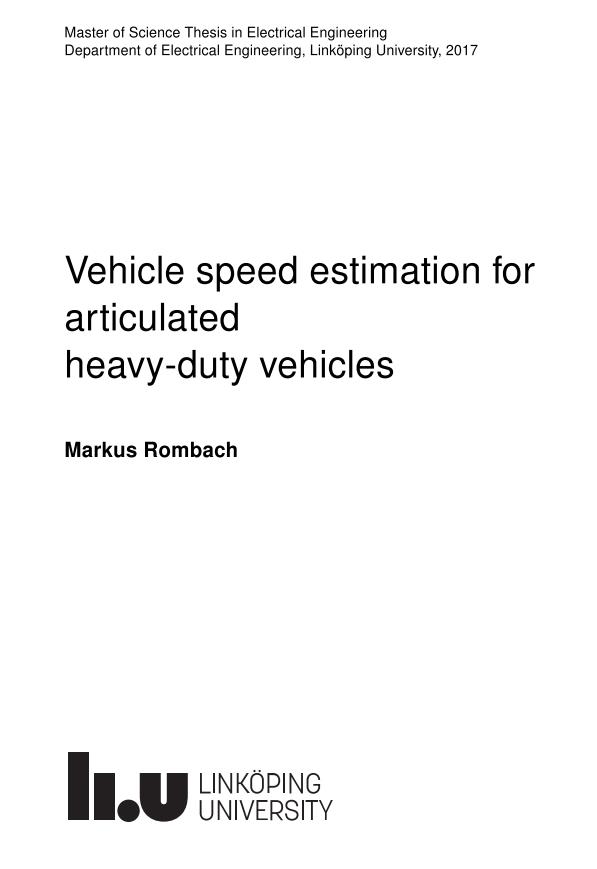 Master of Science Thesis in Electrical Engineering
Department of Electrical Engineering, Linköping University, 2017
Vehicle speed estimation for
articulated
heavy-duty vehicles
Markus Rombach
li.u LINKÖPING
UNIVERSITY